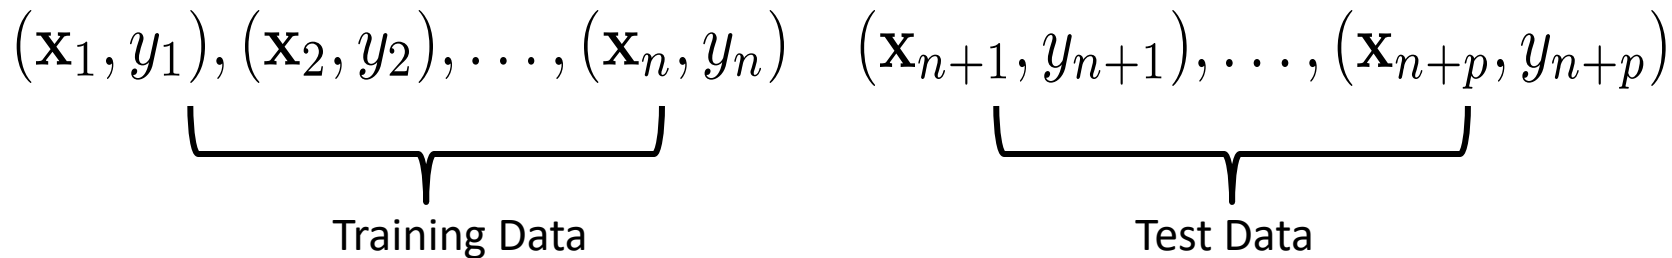 (𝐱₁, y₁), (𝐱₂, y₂), . . . , (𝐱ₙ, yₙ) (𝐱ₙ₊₁, yₙ₊₁), . . . , (𝐱ₙ₊ₚ, yₙ₊ₚ)
Training Data Test Data